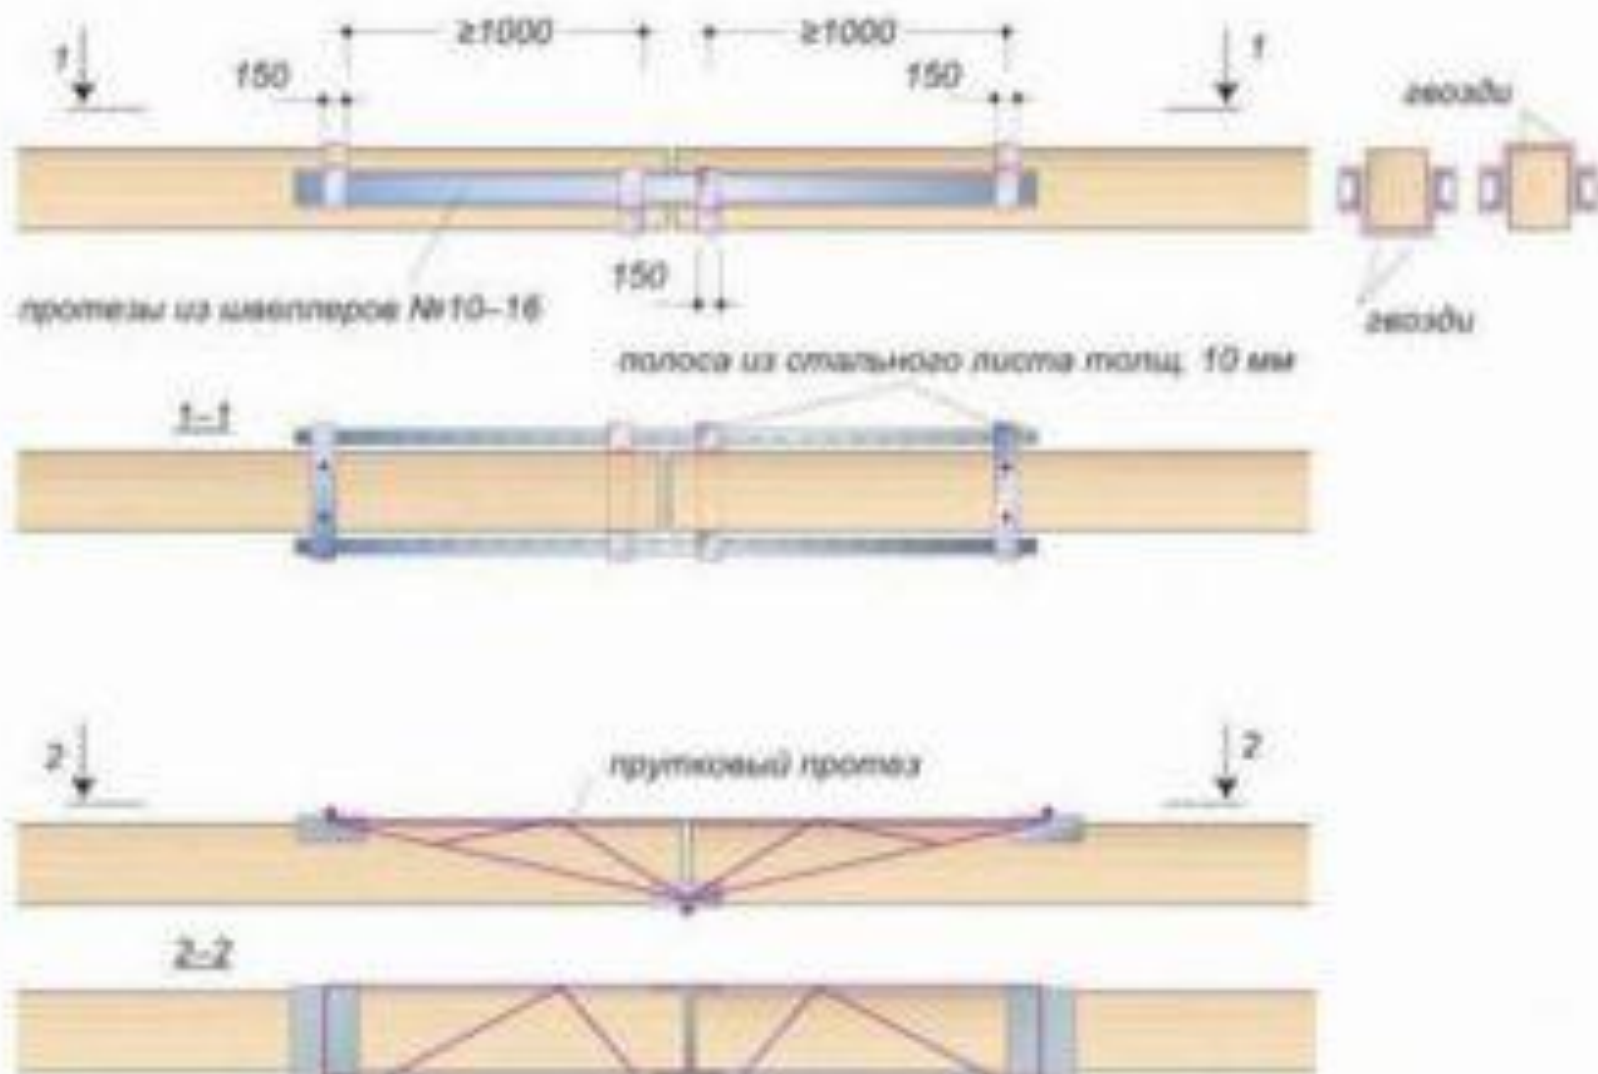 ≥1000
≥1000
1
1
150
150
гвозди
150
протезы из швеллеров №10–16
гвозди
полоса из стального листа толщ. 10 мм
1–1
2
2
прутковый протез
2–2